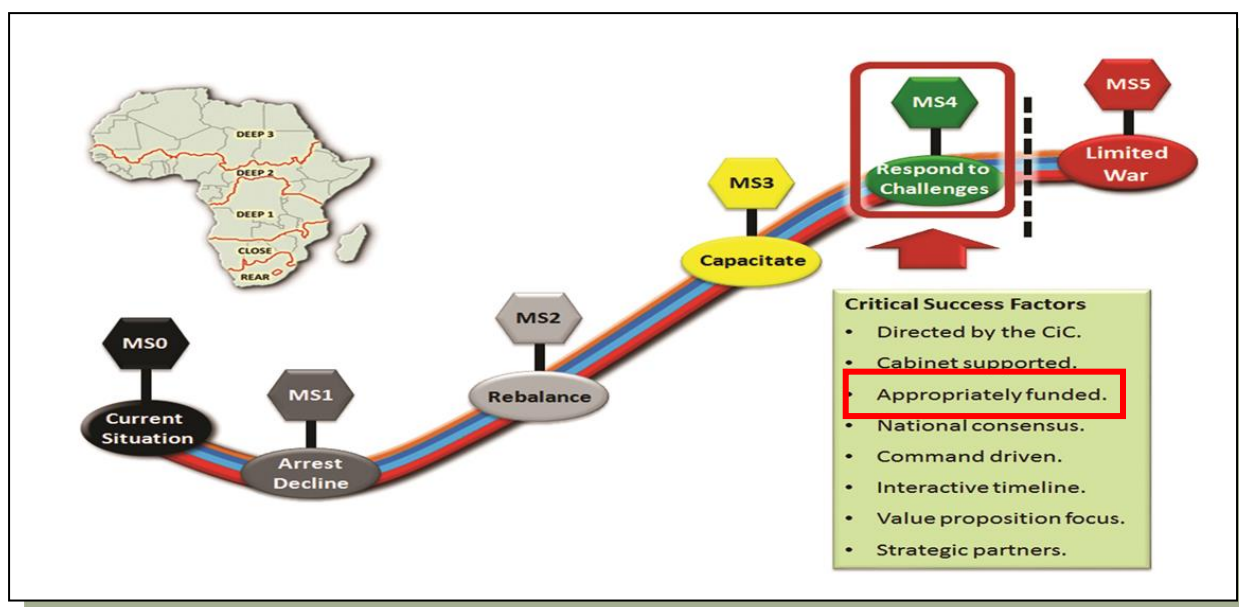 DEEP 3
DEEP 2
DEEP 1
CLOSE
REAR
MS0
Current
Situation
MS1
Arrest
Decline
MS2
Rebalance
MS3
Capacitate
MS4
Respond to
Challenges
MS5
Limited
War
Critical Success Factors
• Directed by the CiC.
• Cabinet supported.
• Appropriately funded.
• National consensus.
• Command driven.
• Interactive timeline.
• Value proposition focus.
• Strategic partners.